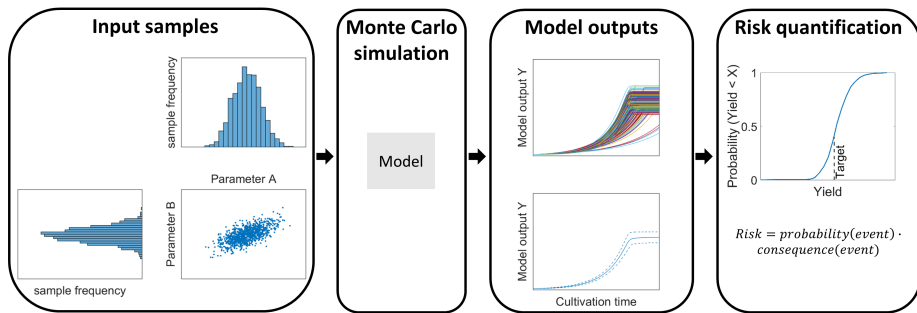 Input samples
sample frequency
Parameter A
Parameter B
sample frequency
Monte Carlo
simulation
Model
Model outputs
Model output Y
Model output Y
Cultivation time
Risk quantification
Probability (Yield < X)
1
0.5
0
Target
Yield
Risk = probability(event) ·
consequence(event)